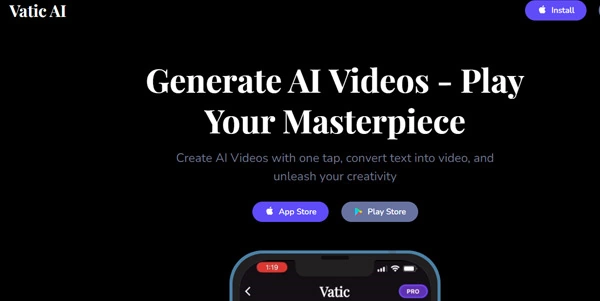 Vatic AI
Install
Generate AI Videos - Play
Your Masterpiece
Create AI Videos with one tap, convert text into video, and
unleash your creativity
App Store
Play Store
1:19
Vatic
PRO